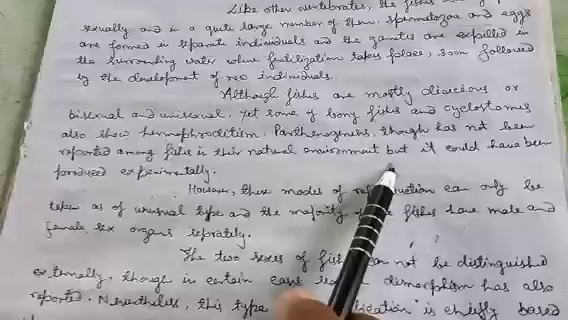 Like other vertebrates, the fishes
sexually and in a quite large number of them, spermatozoa and eggs
are formed in separate individuals and the gametes are expelled in
the surrounding water where fertilization takes place, soon followed
by the development of new individuals.
Although fishes are mostly dioecious or
bisexual and unisexual, yet some of bony fishes and cyclostomes
also show hermaphroditism. Parthenogenesis, though has not been
reported among fishes in their natural environment but it could have been
produced experimentally.
However, these modes of reproduction can only be
taken as of unusual type and the majority of fishes have male and
female sex organs seprately.
The two sexes of fish can not be distinguished
externally, though in certain cases dismorphism has also
reported. Nevertheless, this type is chiefly based